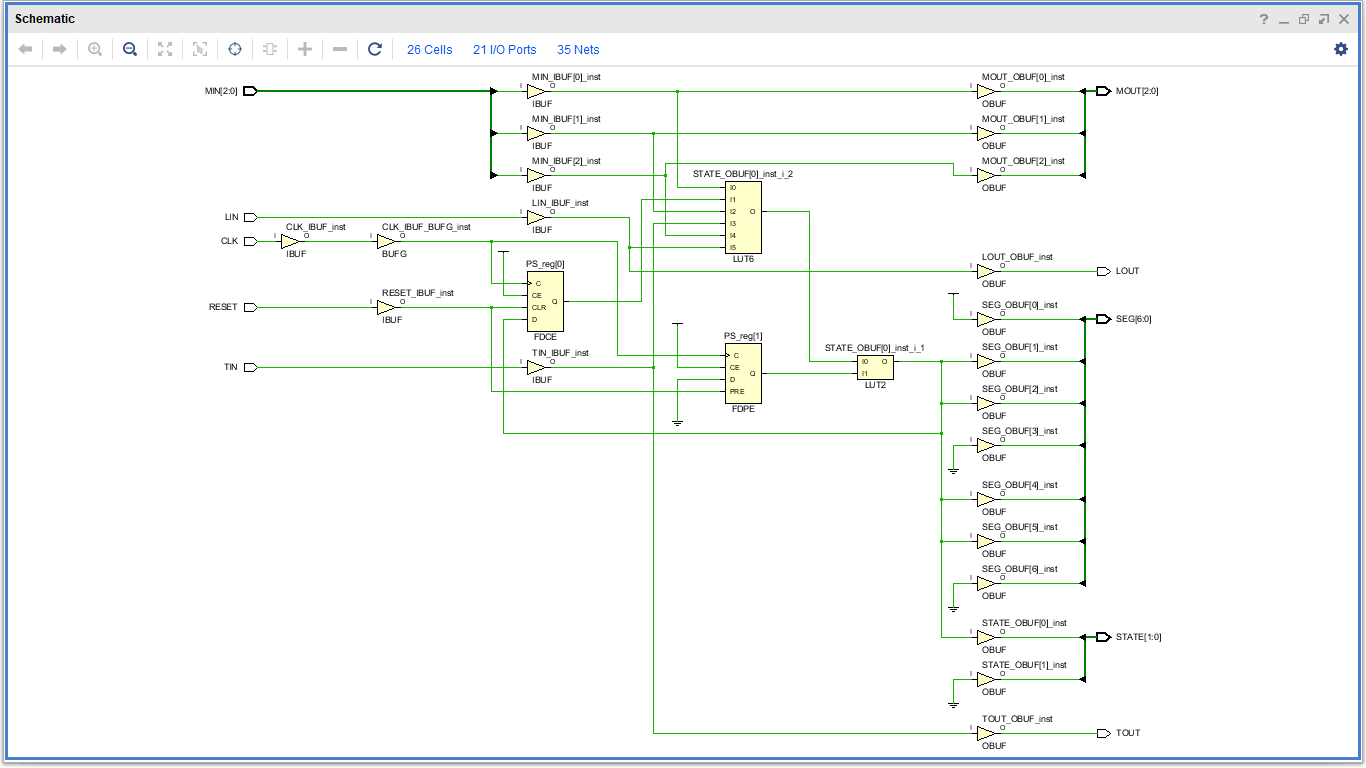 Schematic
26 Cells 21 I/O Ports 35 Nets
MIN[2:0]
I MIN_IBUF[0]_inst O
IBUF
I MIN_IBUF[1]_inst O
IBUF
I MIN_IBUF[2]_inst O
IBUF
I MOUT_OBUF[0]_inst O
OBUF
MOUT[2:0]
I MOUT_OBUF[1]_inst O
OBUF
I MOUT_OBUF[2]_inst O
OBUF
STATE_OBUF[0]_inst_i_2
I0
I1
I2 O
I3
I4
I5
LUT6
LIN
I LIN_IBUF_inst O
IBUF
CLK
I CLK_IBUF_inst O
IBUF
I CLK_IBUF_BUFG_inst O
BUFG
PS_reg[0]
C
CE
CLR Q
D
FDCE
RESET
I RESET_IBUF_inst O
IBUF
TIN
I TIN_IBUF_inst O
IBUF
PS_reg[1]
C
CE
D Q
PRE
FDPE
STATE_OBUF[0]_inst_i_1
I0 O
I1
LUT2
I LOUT_OBUF_inst O
OBUF
LOUT
I SEG_OBUF[0]_inst O
OBUF
SEG[6:0]
I SEG_OBUF[1]_inst O
OBUF
I SEG_OBUF[2]_inst O
OBUF
I SEG_OBUF[3]_inst O
OBUF
I SEG_OBUF[4]_inst O
OBUF
I SEG_OBUF[5]_inst O
OBUF
I SEG_OBUF[6]_inst O
OBUF
I STATE_OBUF[0]_inst O
OBUF
STATE[1:0]
I STATE_OBUF[1]_inst O
OBUF
I TOUT_OBUF_inst O
OBUF
TOUT